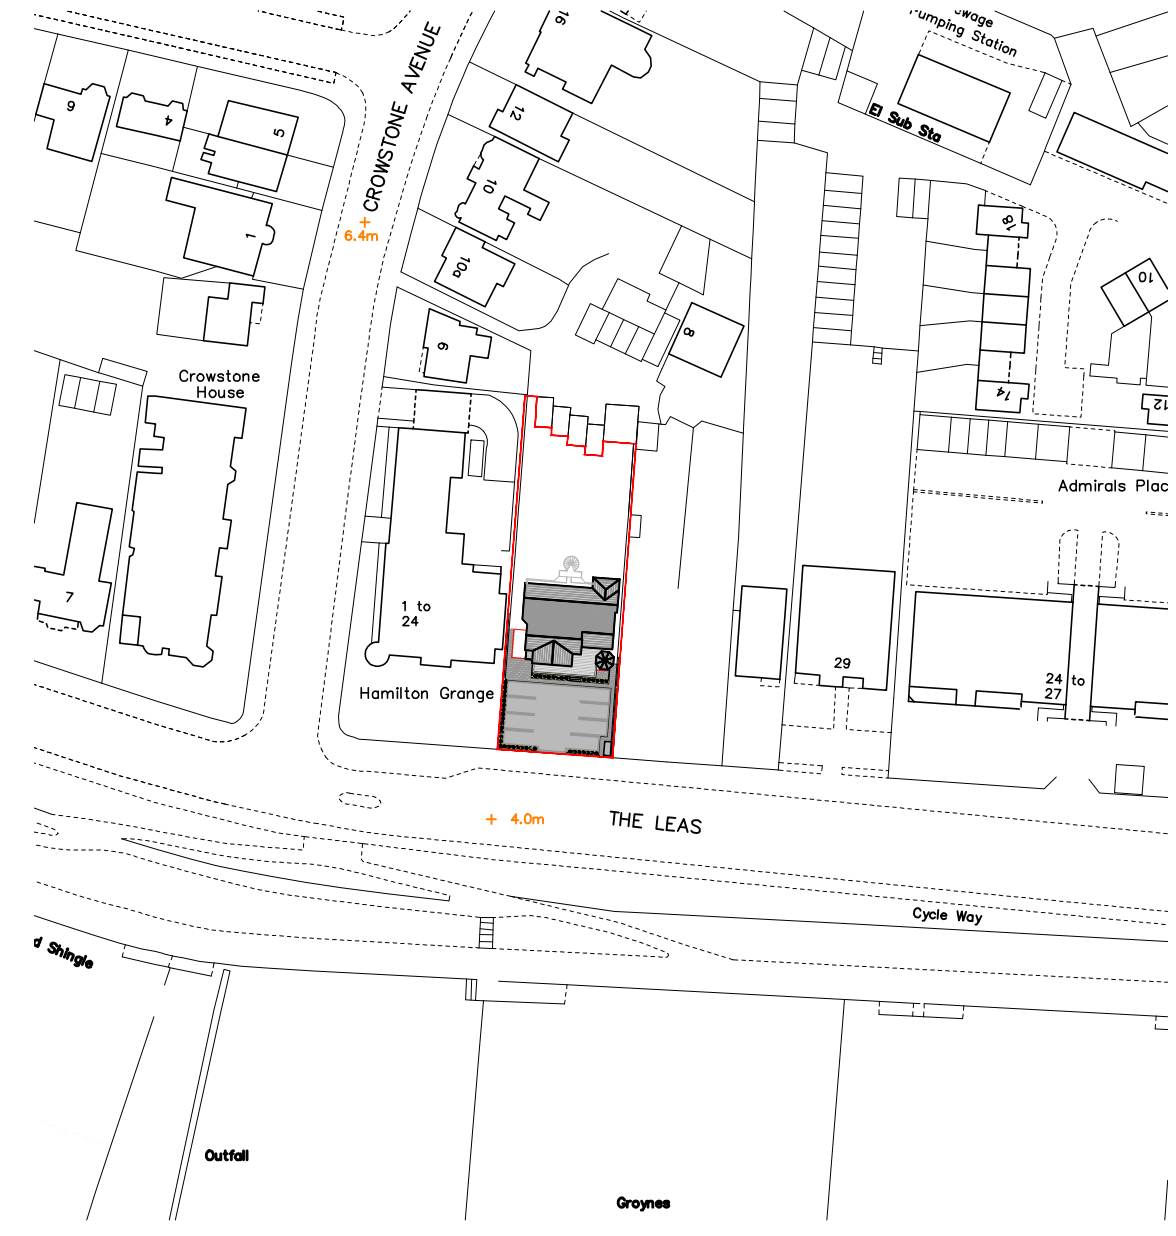 16
CROWSTONE AVENUE
Pumping Station
El Sub Sta
9
4
5
12
10
1
6.4m
10a
18
10
8
6
Crowstone
House
14
12
Admirals Plac
7
1 to
24
29
24 to
27
Hamilton Grange
4.0m
THE LEAS
Cycle Way
d Shingle
Outfall
Groynes